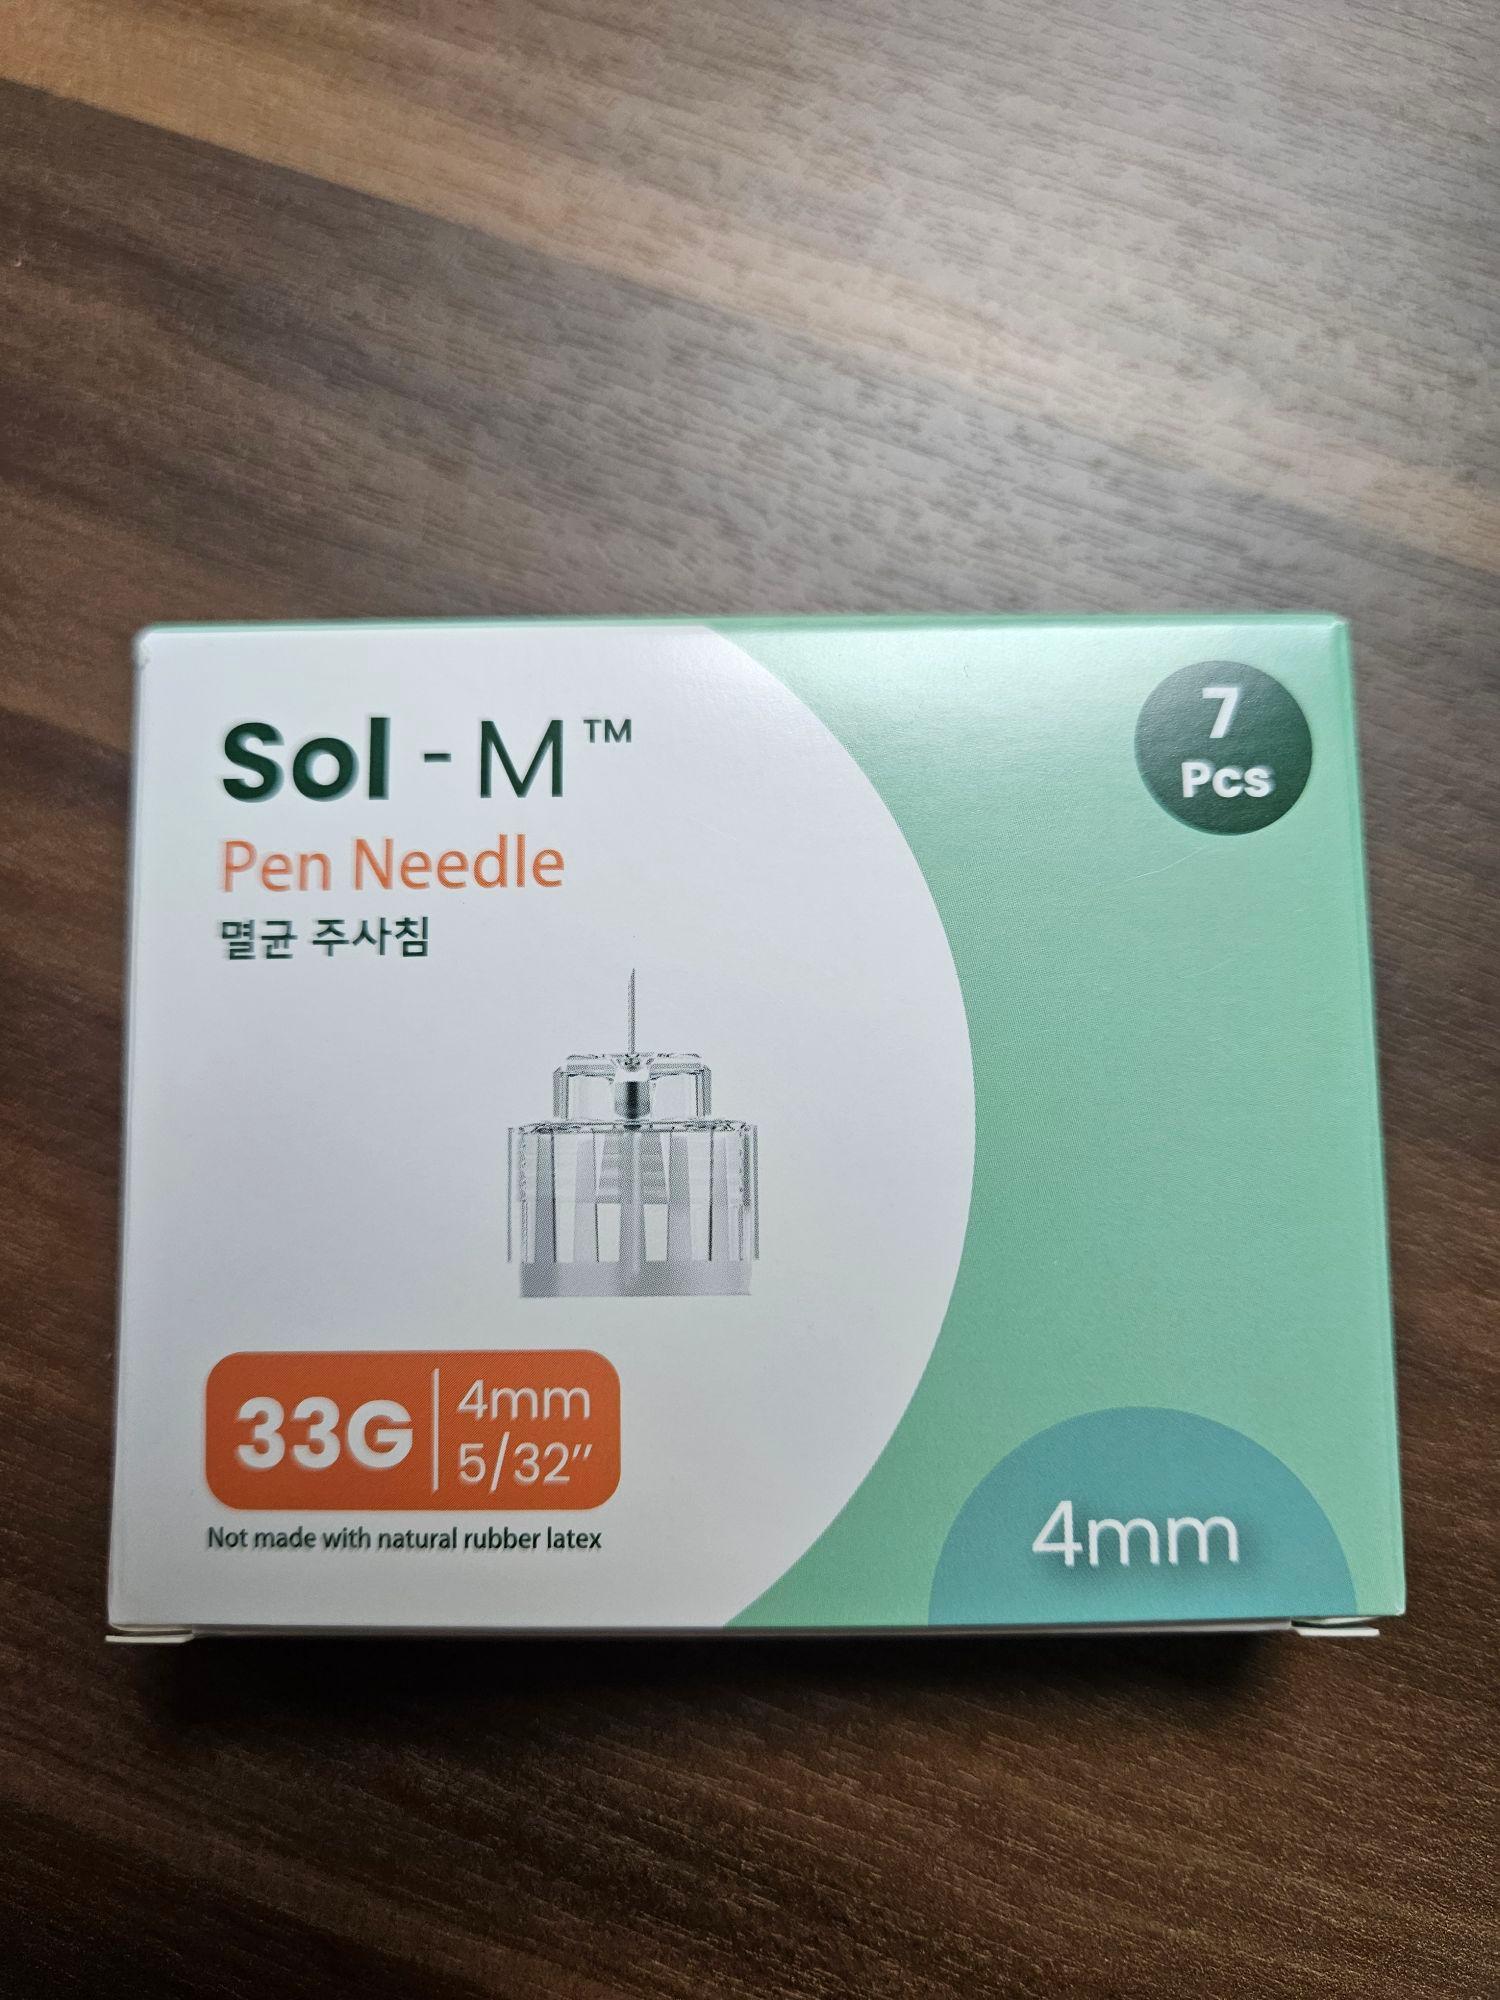 Sol - M™
Pen Needle
멸균 주사침
7
Pcs
33G
4mm
5/32”
Not made with natural rubber latex
4mm